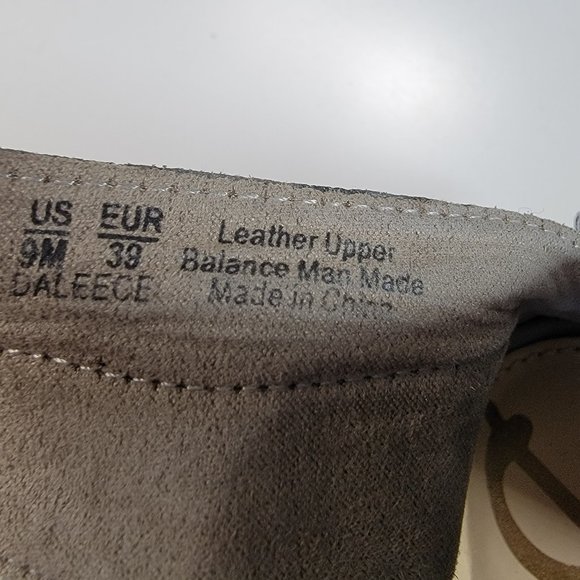 US EUR
9M 39
DALEECE
Leather Upper
Balance Man Made
Made in China